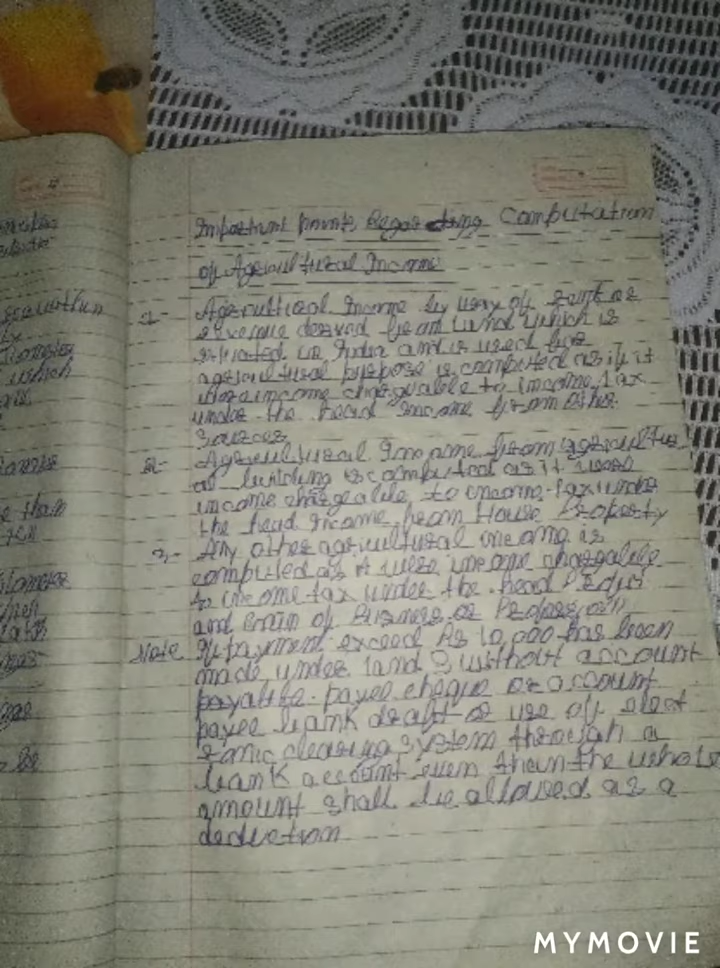 Important points Regarding Computation
of Agricultural Income
1- Agricultural Income by way of rent or
revenue derived from land which is
situated in India and is used for
agricultural purpose is computed as if it
were income chargeable to income tax
under the head Income from other
sources
2- Agricultural Income from agricultural
or building is computed as it were
income chargeable to income-tax under
the head Income from House Property
3- Any other agricultural income is
computed as it were income chargeable
to income tax under the head Profit
and Gain of Business or Profession
Note If payment exceed Rs 10,000 has been
made under 1 and 3 without account
payable-payee cheque or account
payee bank draft or use of elect
ronic clearing system through a
bank account even then the whole
amount shall be allowed as a
deduction
MYMOVIE